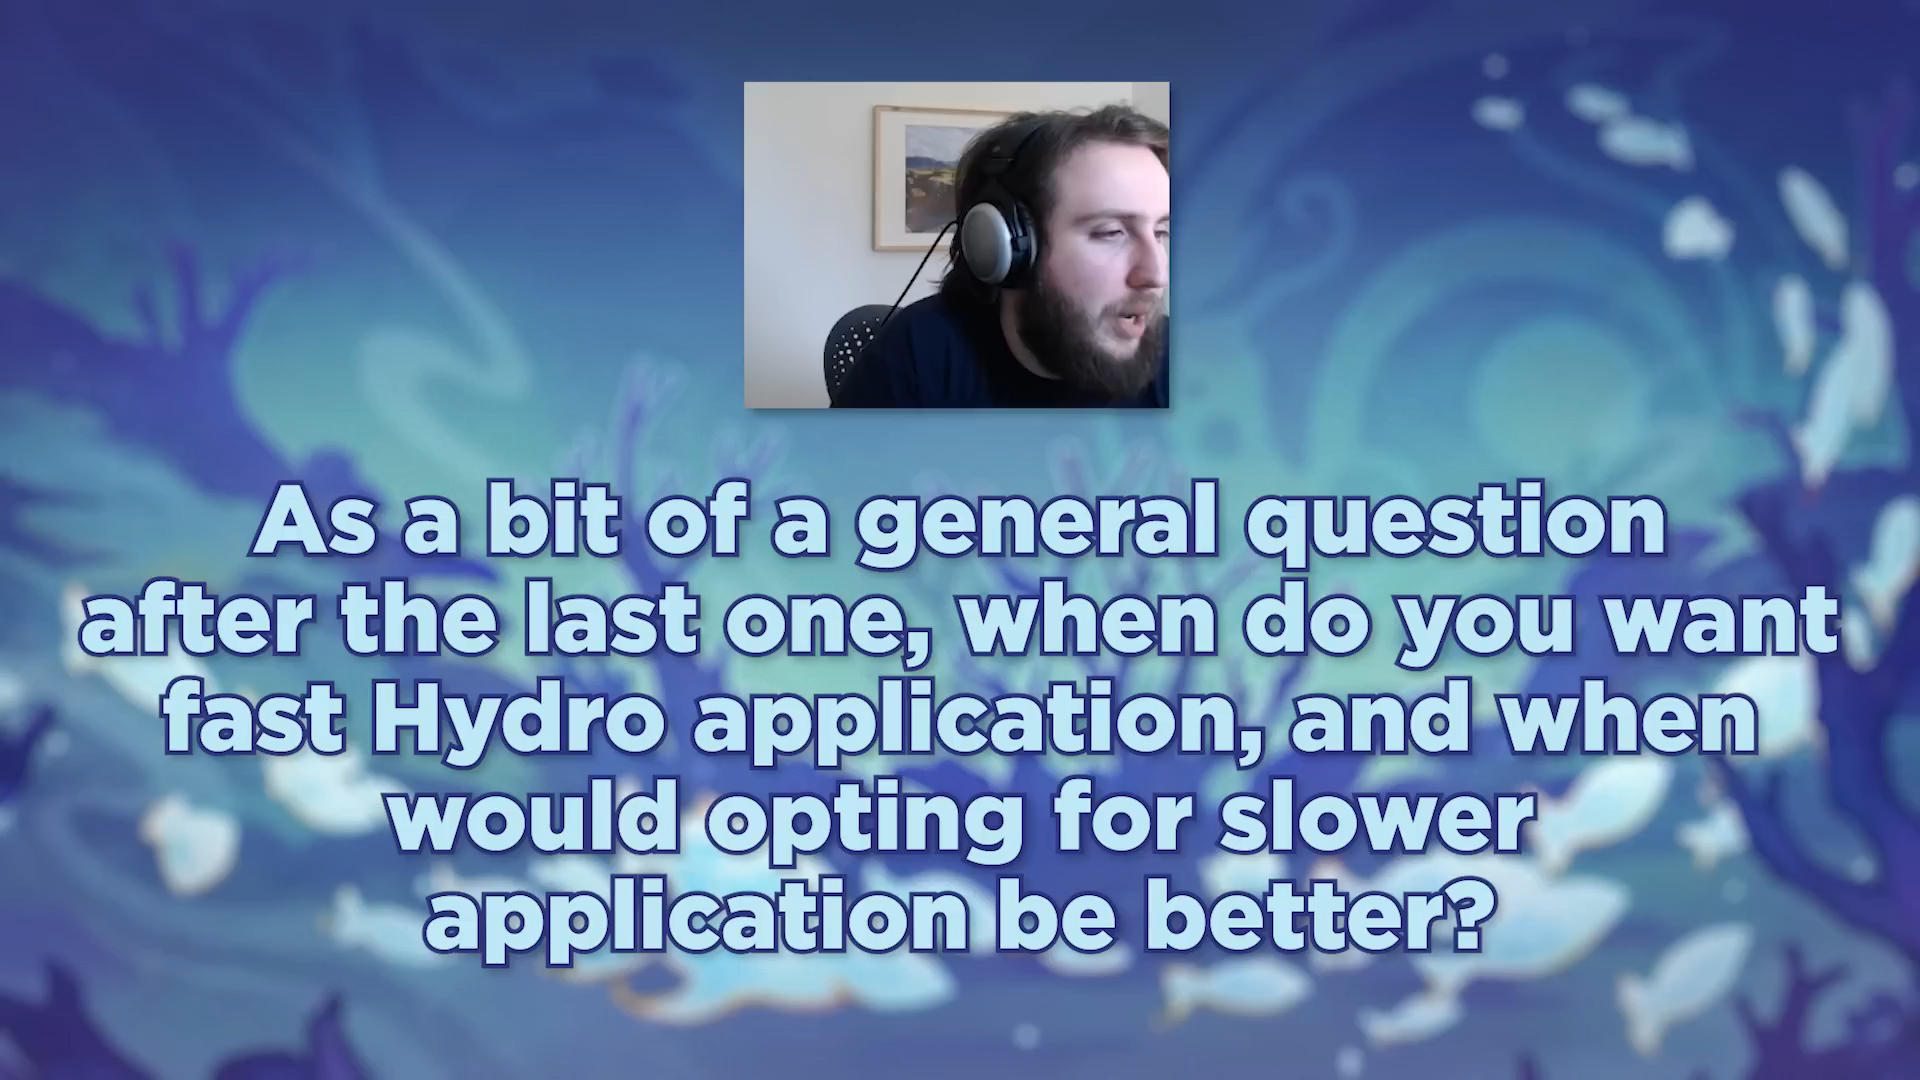 As a bit of a general question
after the last one, when do you want
fast Hydro application, and when
would opting for slower
application be better?